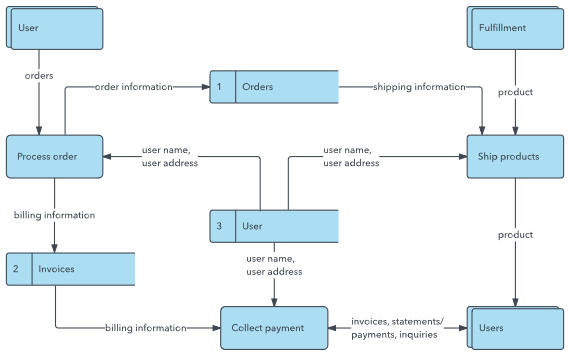 User
Fulfillment
orders
order information
1
Orders
shipping information
product
Process order
user name,
user address
user name,
user address
Ship products
billing information
3
User
product
2
Invoices
user name,
user address
billing information
Collect payment
invoices, statements/
payments, inquiries
Users